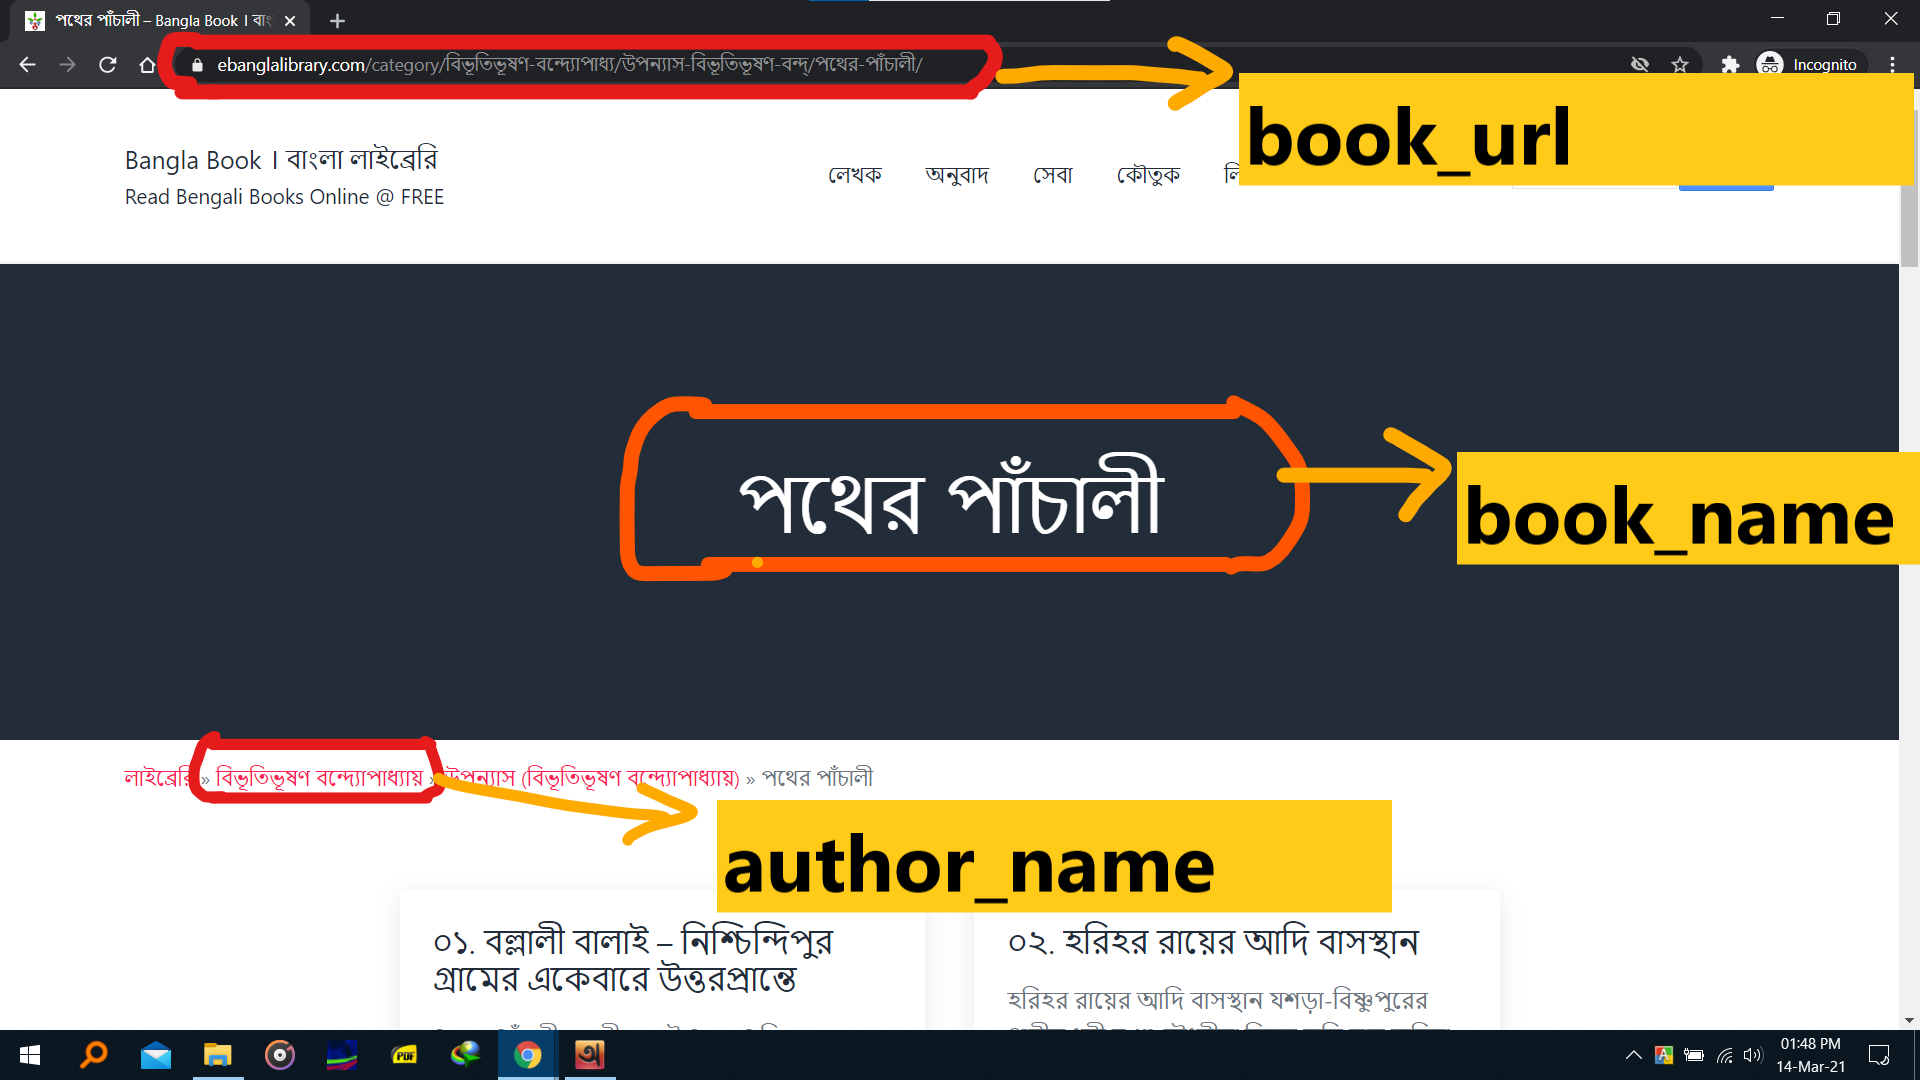 পথের পাঁচালী – Bangla Book । বাং
ebanglalibrary.com/category/বিভূতিভূষণ-বন্দ্যোপাধ্য/উপন্যাস-বিভূতিভূষণ-বন্দ্/পথের-পাঁচালী/
Incognito
book_url
Bangla Book । বাংলা লাইব্রেরি
Read Bengali Books Online @ FREE
লেখক অনুবাদ সেবা কৌতুক
পথের পাঁচালী
book_name
লাইব্রেরি » বিভূতিভূষণ বন্দ্যোপাধ্যায় » উপন্যাস (বিভূতিভূষণ বন্দ্যোপাধ্যায়) » পথের পাঁচালী
author_name
০১. বল্লালী বালাই – নিশ্চিন্দিপুর
গ্রামের একেবারে উত্তরপ্রান্তে
০২. হরিহর রায়ের আদি বাসস্থান
হরিহর রায়ের আদি বাসস্থান যশড়া-বিষ্ণুপুরের
PDF
অ
A
01:48 PM
14-Mar-21